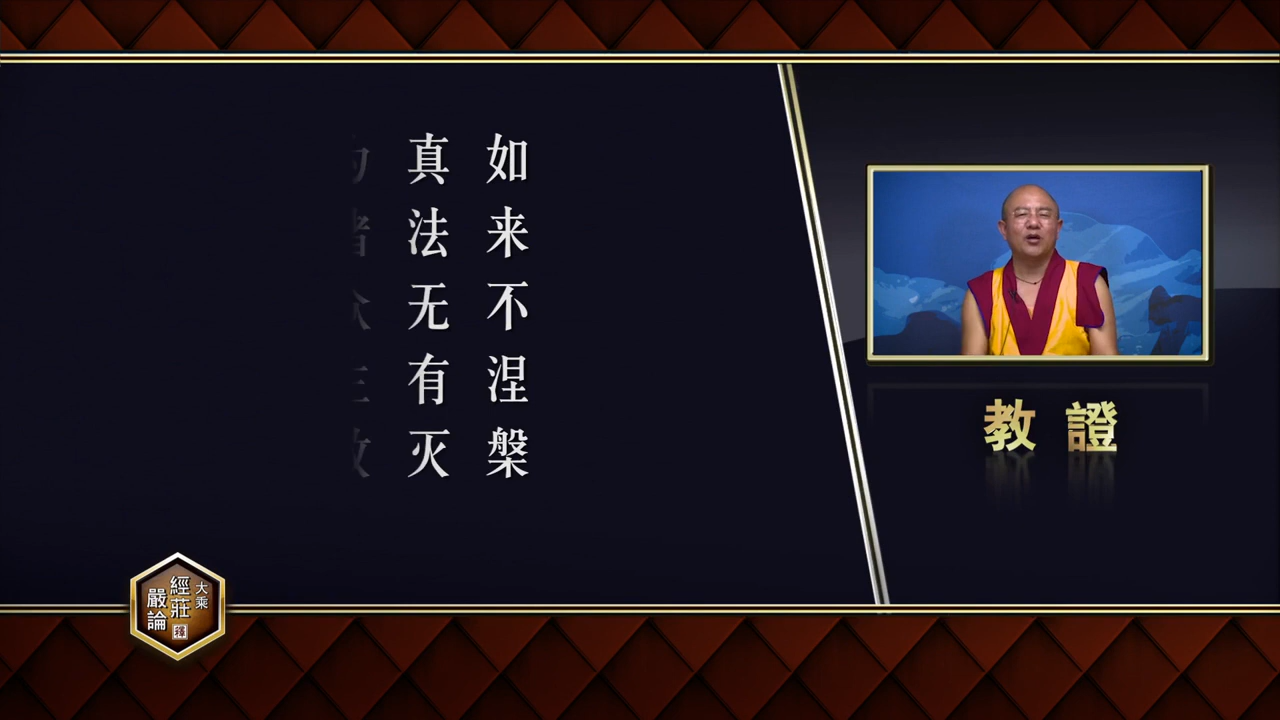 如来不涅槃
真法无有灭
教 證
大乘
經莊
嚴論